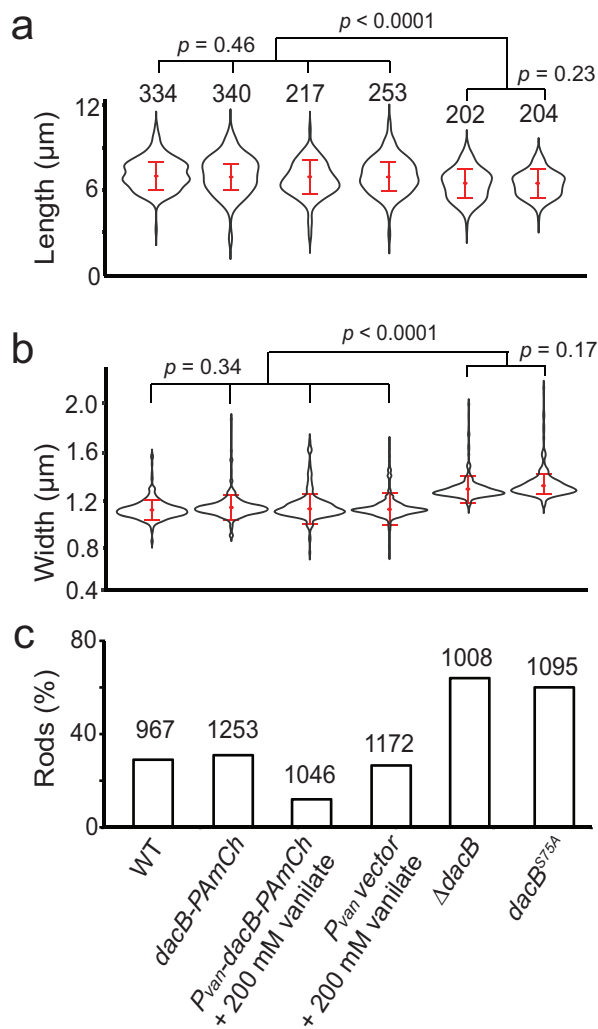 a
p < 0.0001
p = 0.46
p = 0.23
334 340 217 253 202 204
12
6
0
Length (µm)
b
p < 0.0001
p = 0.34
p = 0.17
2.0
1.6
1.2
0.8
0.4
Width (µm)
c
80
40
0
Rods (%)
967
1253
1046
1172
1008
1095
WT
dacB-PAmCh
Pvan-dacB-PAmCh
+ 200 mM vanilate
Pvan vector
+ 200 mM vanilate
ΔdacB
dacBS75A